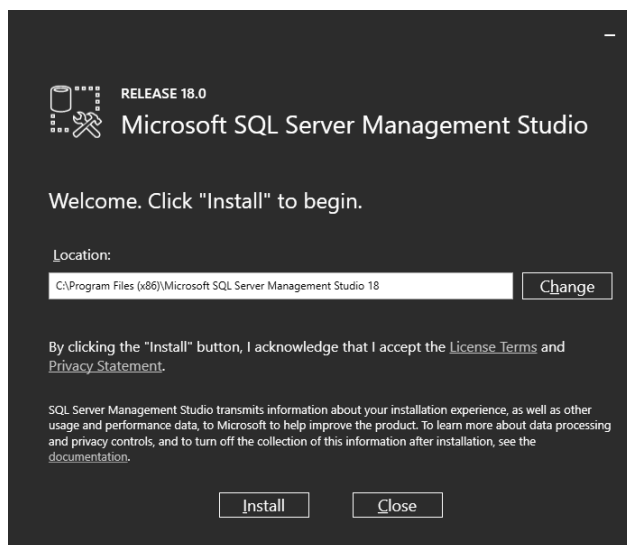 RELEASE 18.0
Microsoft SQL Server Management Studio
Welcome. Click "Install" to begin.
Location:
C:\Program Files (x86)\Microsoft SQL Server Management Studio 18
Change
By clicking the "Install" button, I acknowledge that I accept the License Terms and
Privacy Statement.
SQL Server Management Studio transmits information about your installation experience, as well as other
usage and performance data, to Microsoft to help improve the product. To learn more about data processing
and privacy controls, and to turn off the collection of this information after installation, see the
documentation.
Install
Close